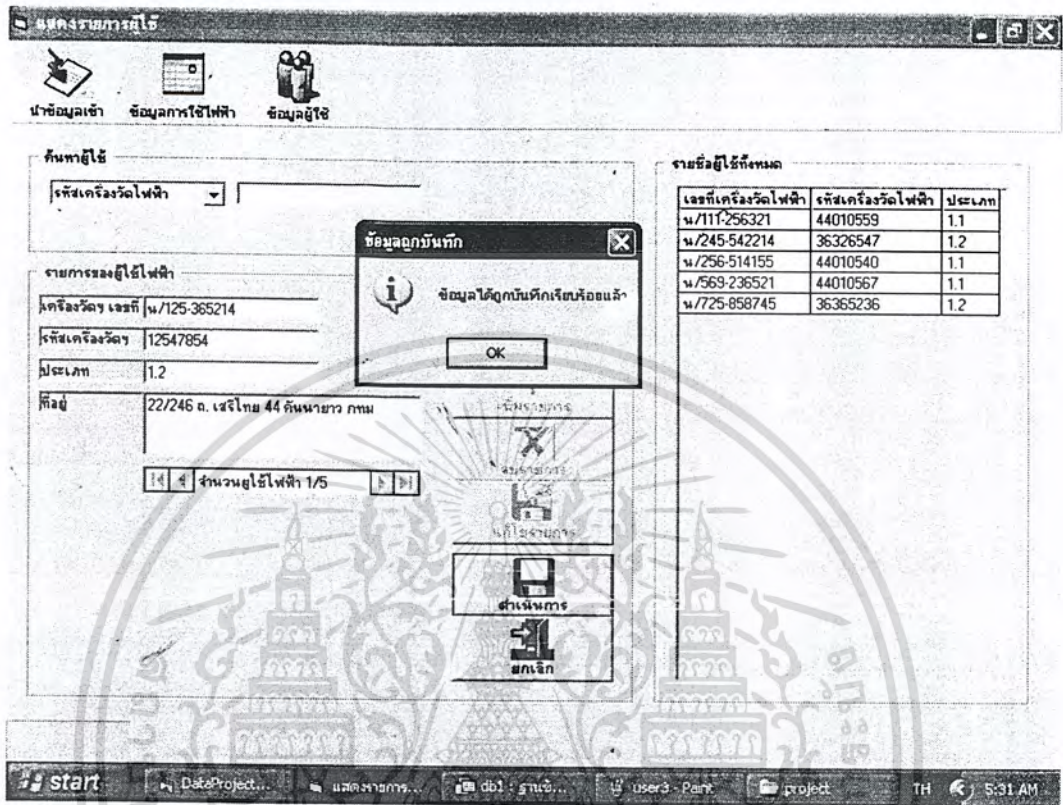 แสดงรายการผู้ใช้
นำข้อมูลเข้า ข้อมูลการใช้ไฟฟ้า ข้อมูลผู้ใช้
ค้นหาผู้ใช้
รหัสเครื่องวัดไฟฟ้า
รายการของผู้ใช้ไฟฟ้า
เครื่องวัดฯ เลขที่ น/125-365214
รหัสเครื่องวัดฯ 12547854
ประเภท 1.2
ที่อยู่ 22/246 ถ. เสรีไทย 44 คันนายาว กทม
จำนวนผู้ใช้ไฟฟ้า 1/5
ข้อมูลถูกบันทึก
ข้อมูลได้ถูกบันทึกเรียบร้อยแล้ว
OK
เพิ่มรายการ
ลบรายการ
แก้ไขรายการ
ดำเนินการ
ยกเลิก
รายชื่อผู้ใช้ทั้งหมด
เลขที่เครื่องวัดไฟฟ้า รหัสเครื่องวัดไฟฟ้า ประเภท
น/111-256321 44010559 1.1
น/245-542214 36326547 1.2
น/256-514155 44010540 1.1
น/569-236521 44010567 1.1
น/725-858745 36365236 1.2
start DataProject... แสดงรายการ... db1 : ฐานข้... user3 - Paint project TH 5:31 AM